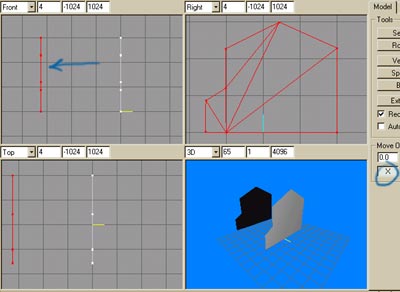 Front 4 -1024 -1024
Right 4 -1024 -1024
Model
Tools
Se
Ro
Ve
Sp
B
Ext
Rec
Auto
Move O
0.0
X
Top 4 -1024 -1024
3D 65 1 4096